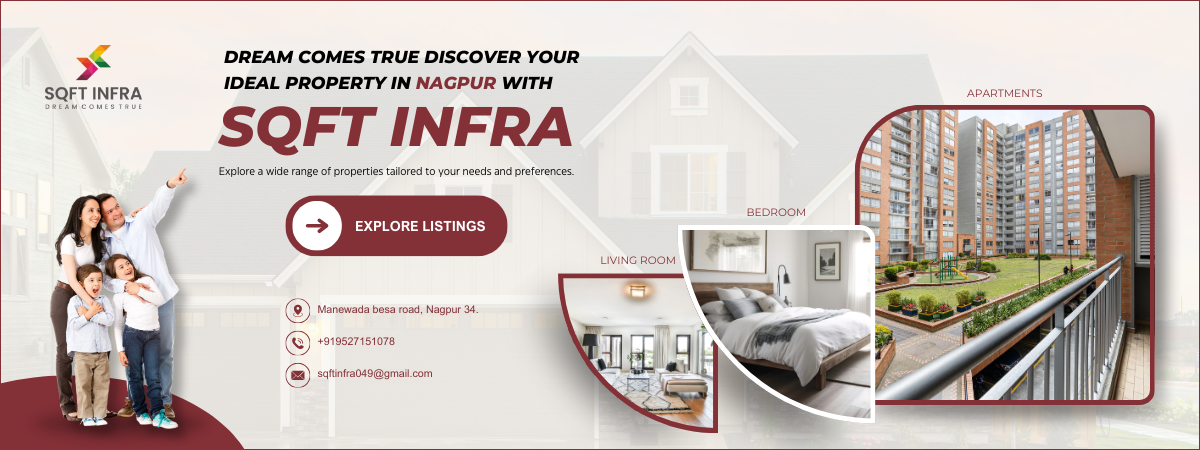 SQFT INFRA
DREAM COMES TRUE
DREAM COMES TRUE DISCOVER YOUR
IDEAL PROPERTY IN NAGPUR WITH
SQFT INFRA
Explore a wide range of properties tailored to your needs and preferences.
EXPLORE LISTINGS
Manewada besa road, Nagpur 34.
+919527151078
sqftinfra049@gmail.com
LIVING ROOM
BEDROOM
APARTMENTS